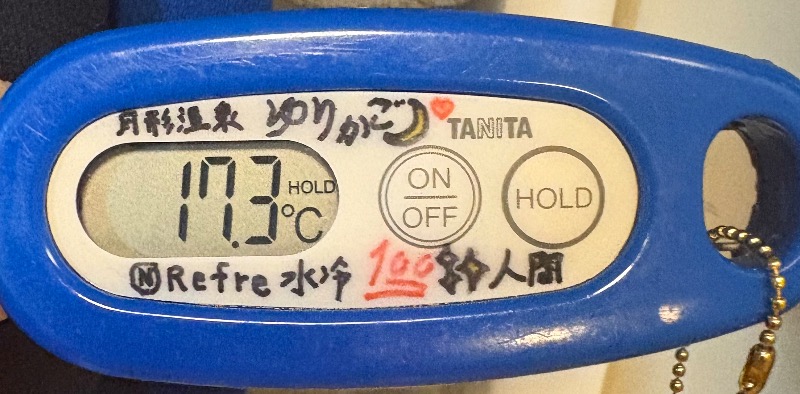 月形温泉 ゆりかご
TANITA
17.3 HOLD °C
ON
OFF
HOLD
Ⓝ Refre 水冷 100 人間